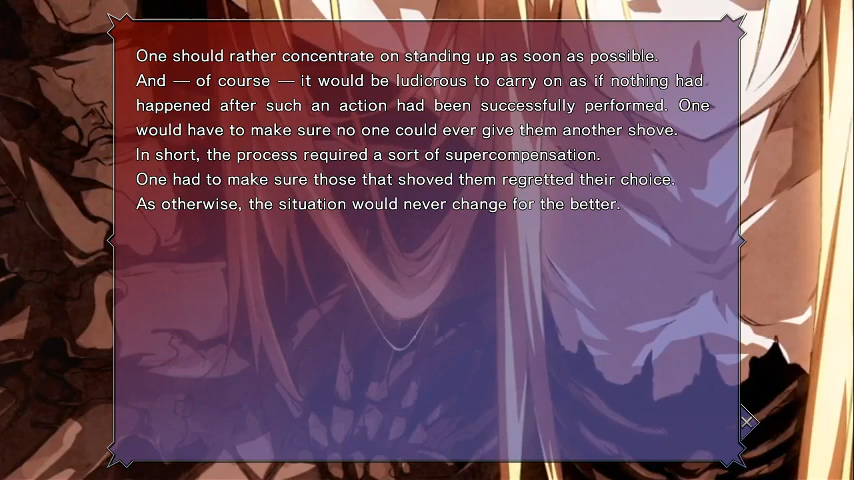 One should rather concentrate on standing up as soon as possible.
And — of course — it would be ludicrous to carry on as if nothing had
happened after such an action had been successfully performed. One
would have to make sure no one could ever give them another shove.
In short, the process required a sort of supercompensation.
One had to make sure those that shoved them regretted their choice.
As otherwise, the situation would never change for the better.